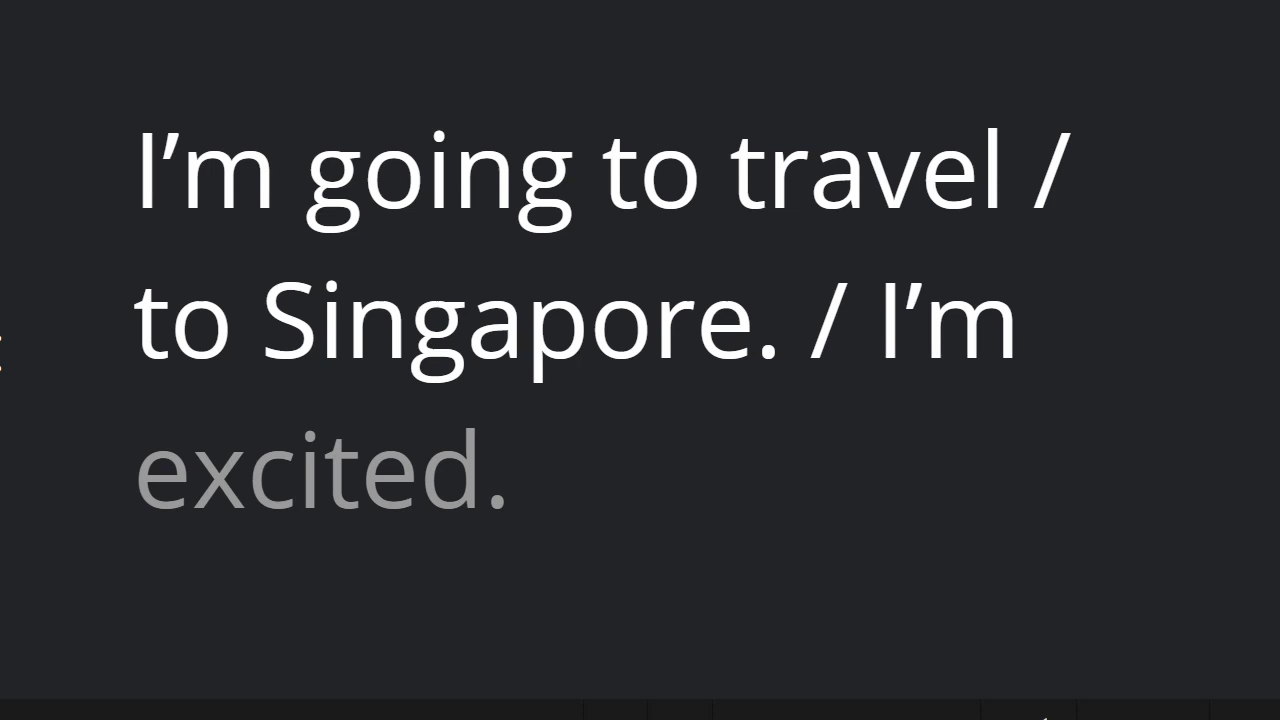 I’m going to travel /
to Singapore. / I’m
excited.